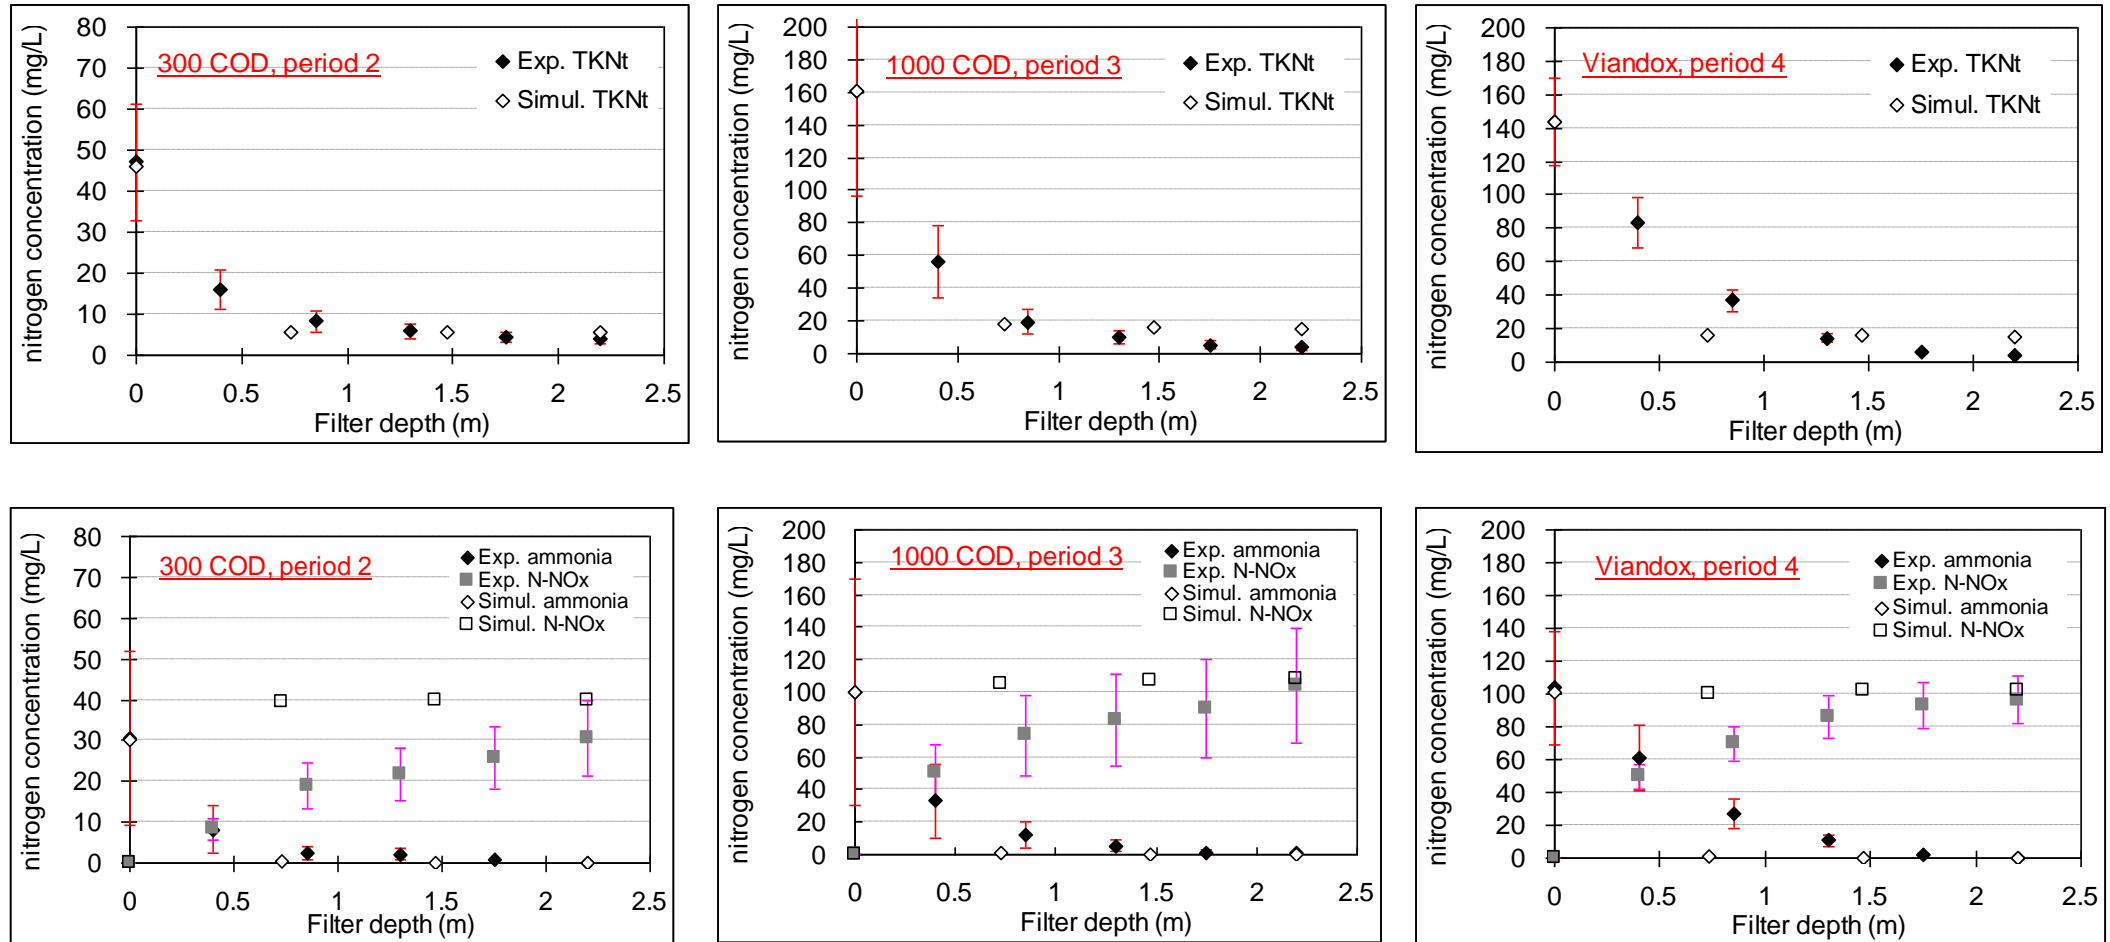 nitrogen concentration (mg/L)
80
70
60
50
40
30
20
10
0
300 COD, period 2
Exp. TKNt
Simul. TKNt
0 0.5 1 1.5 2 2.5
Filter depth (m)
nitrogen concentration (mg/L)
200
180
160
140
120
100
80
60
40
20
0
1000 COD, period 3
Exp. TKNt
Simul. TKNt
0 0.5 1 1.5 2 2.5
Filter depth (m)
nitrogen concentration (mg/L)
200
180
160
140
120
100
80
60
40
20
0
Viandox, period 4
Exp. TKNt
Simul. TKNt
0 0.5 1 1.5 2 2.5
Filter depth (m)
nitrogen concentration (mg/L)
80
70
60
50
40
30
20
10
0
300 COD, period 2
Exp. ammonia
Exp. N-NOx
Simul. ammonia
Simul. N-NOx
0 0.5 1 1.5 2 2.5
Filter depth (m)
nitrogen concentration (mg/L)
200
180
160
140
120
100
80
60
40
20
0
1000 COD, period 3
Exp. ammonia
Exp. N-NOx
Simul. ammonia
Simul. N-NOx
0 0.5 1 1.5 2 2.5
Filter depth (m)
nitrogen concentration (mg/L)
200
180
160
140
120
100
80
60
40
20
0
Viandox, period 4
Exp. ammonia
Exp. N-NOx
Simul. ammonia
Simul. N-NOx
0 0.5 1 1.5 2 2.5
Filter depth (m)